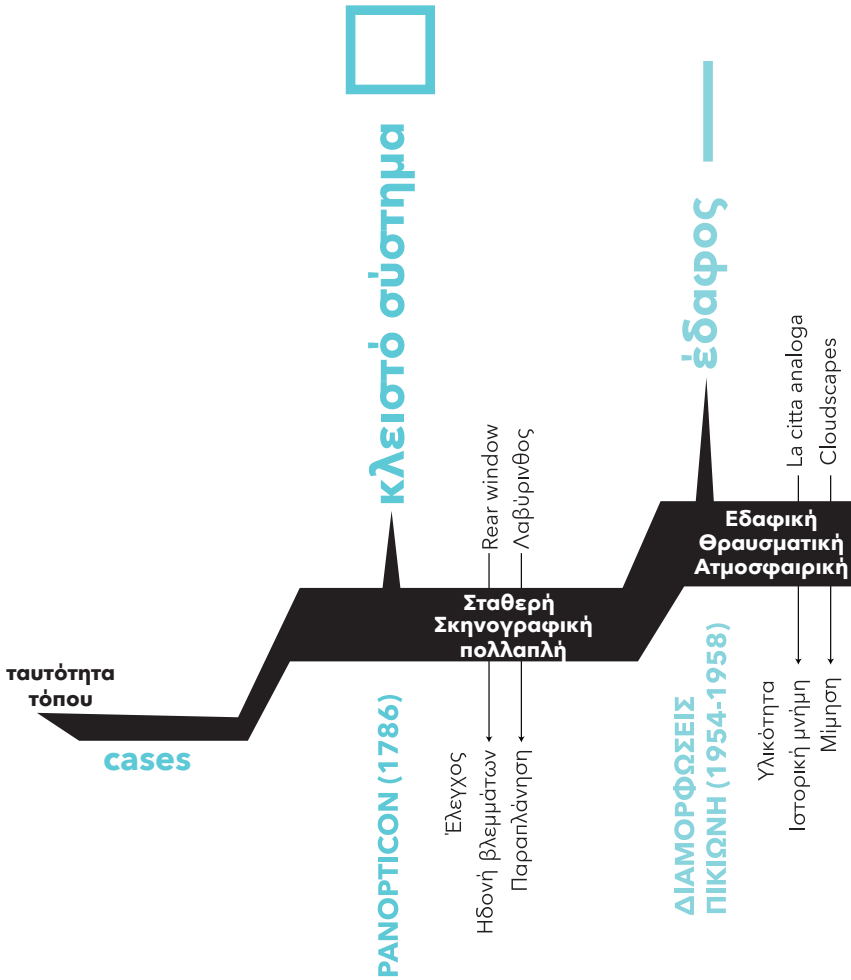 ταυτότητα
τόπου
cases
κλειστό σύστημα
Rear window
Λαβύρινθος
Σταθερή
Σκηνογραφική
πολλαπλή
PANOPTICON (1786)
Έλεγχος
Ηδονή βλεμμάτων
Παραπλάνηση
έδαφος
La citta analoga
Cloudscapes
Εδαφική
Θραυσματική
Ατμοσφαιρική
ΔΙΑΜΟΡΦΩΣΕΙΣ
ΠΙΚΙΩΝΗ (1954-1958)
Υλικότητα
Ιστορική μνήμη
Μίμηση